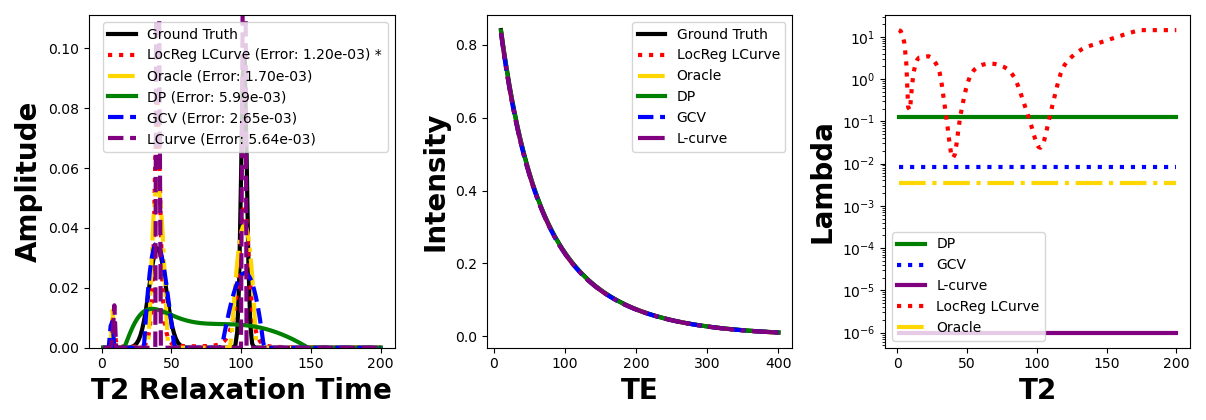 Amplitude
0.10
0.08
0.06
0.04
0.02
0.00
Ground Truth
LocReg LCurve (Error: 1.20e-03) *
Oracle (Error: 1.70e-03)
DP (Error: 5.99e-03)
GCV (Error: 2.65e-03)
LCurve (Error: 5.64e-03)
0 50 100 150 200
T2 Relaxation Time
Intensity
0.8
0.6
0.4
0.2
0.0
Ground Truth
LocReg LCurve
Oracle
DP
GCV
L-curve
0 100 200 300 400
TE
Lambda
10^1
10^0
10^-1
10^-2
10^-3
10^-4
10^-5
10^-6
DP
GCV
L-curve
LocReg LCurve
Oracle
0 50 100 150 200
T2